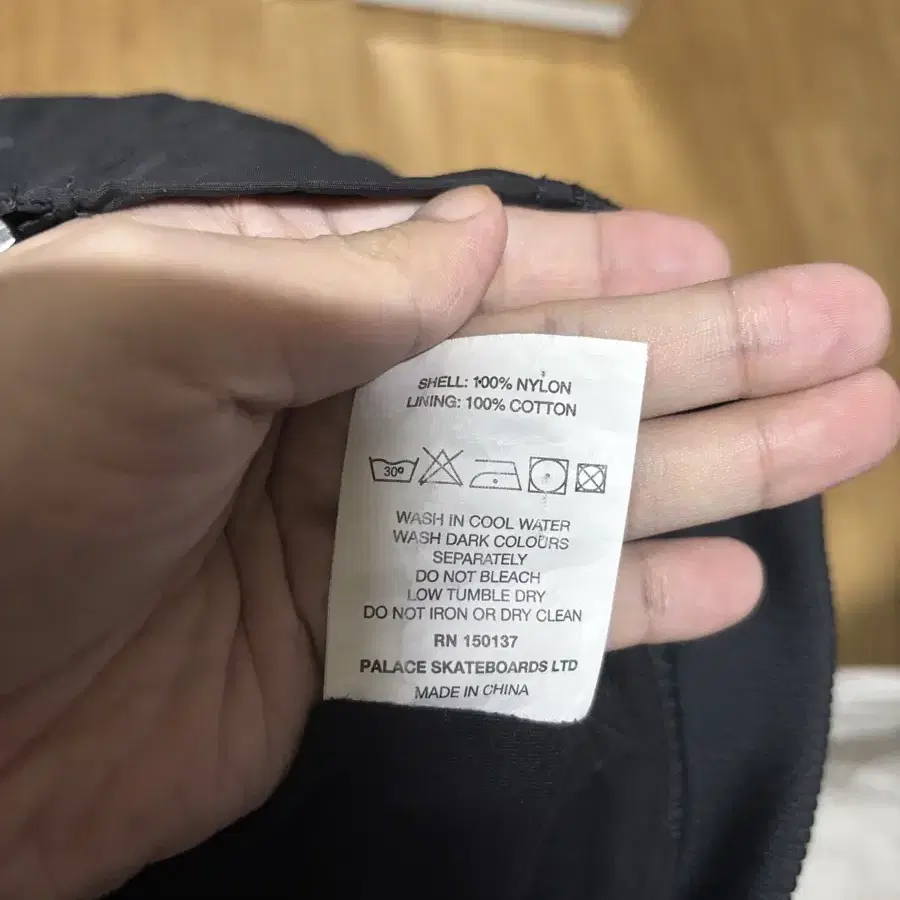 SHELL: 100% NYLON
LINING: 100% COTTON
30°
WASH IN COOL WATER
WASH DARK COLOURS
SEPARATELY
DO NOT BLEACH
LOW TUMBLE DRY
DO NOT IRON OR DRY CLEAN
RN 150137
PALACE SKATEBOARDS LTD
MADE IN CHINA